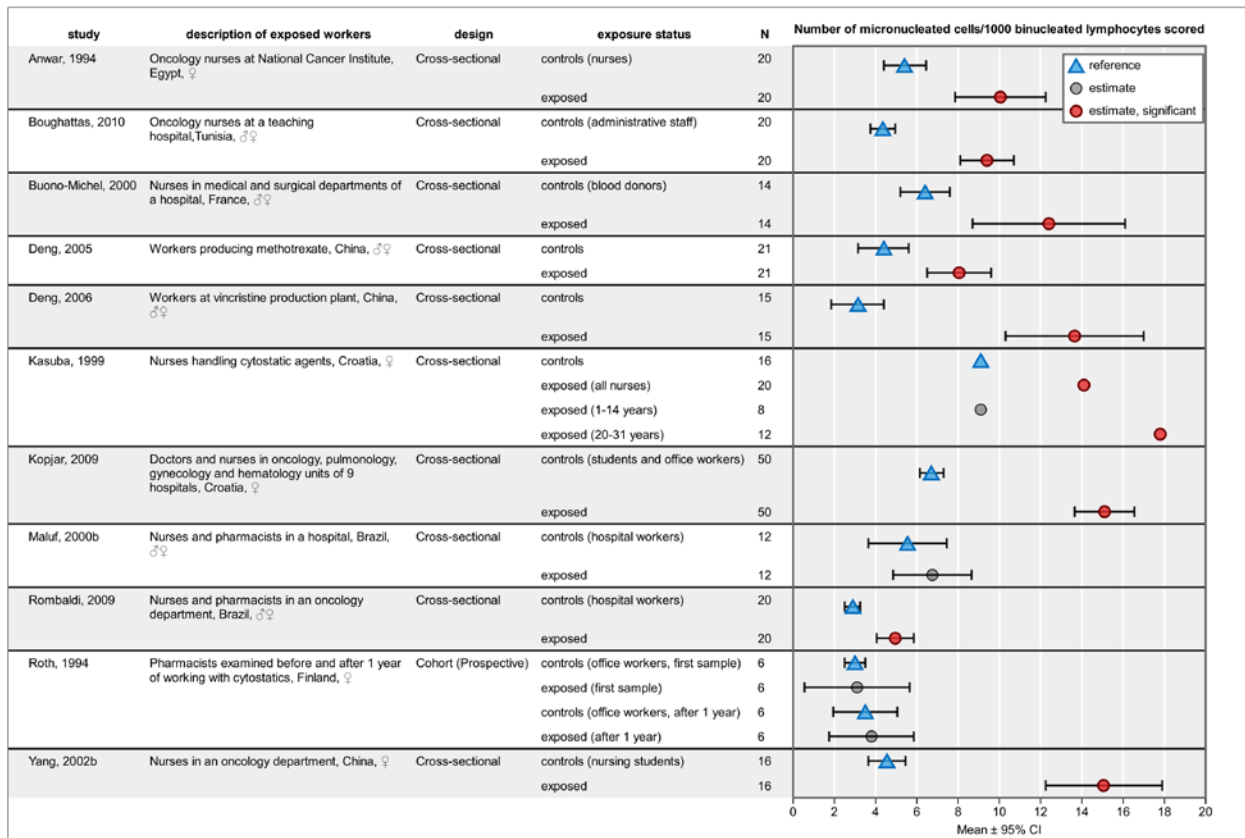 Number of micronucleated cells/1000 binucleated lymphocytes scored
study description of exposed workers design exposure status N
Anwar, 1994 Oncology nurses at National Cancer Institute, Cross-sectional controls (nurses) 20
Egypt, ♀
exposed 20
reference
estimate
estimate, significant
Boughattas, 2010 Oncology nurses at a teaching Cross-sectional controls (administrative staff) 20
hospital,Tunisia, ♂♀
exposed 20
Buono-Michel, 2000 Nurses in medical and surgical departments of Cross-sectional controls (blood donors) 14
a hospital, France, ♂♀
exposed 14
Deng, 2005 Workers producing methotrexate, China, ♂♀ Cross-sectional controls 21
exposed 21
Deng, 2006 Workers at vincristine production plant, China, Cross-sectional controls 15
♂♀
exposed 15
Kasuba, 1999 Nurses handling cytostatic agents, Croatia, ♀ Cross-sectional controls 16
exposed (all nurses) 20
exposed (1-14 years) 8
exposed (20-31 years) 12
Kopjar, 2009 Doctors and nurses in oncology, pulmonology, Cross-sectional controls (students and office workers) 50
gynecology and hematology units of 9
hospitals, Croatia, ♀
exposed 50
Maluf, 2000b Nurses and pharmacists in a hospital, Brazil, Cross-sectional controls (hospital workers) 12
♂♀
exposed 12
Rombaldi, 2009 Nurses and pharmacists in an oncology Cross-sectional controls (hospital workers) 20
department, Brazil, ♂♀
exposed 20
Roth, 1994 Pharmacists examined before and after 1 year Cohort (Prospective) controls (office workers, first sample) 6
of working with cytostatics, Finland, ♀
exposed (first sample) 6
controls (office workers, after 1 year) 6
exposed (after 1 year) 6
Yang, 2002b Nurses in an oncology department, China, ♀ Cross-sectional controls (nursing students) 16
exposed 16
0 2 4 6 8 10 12 14 16 18 20
Mean ± 95% CI